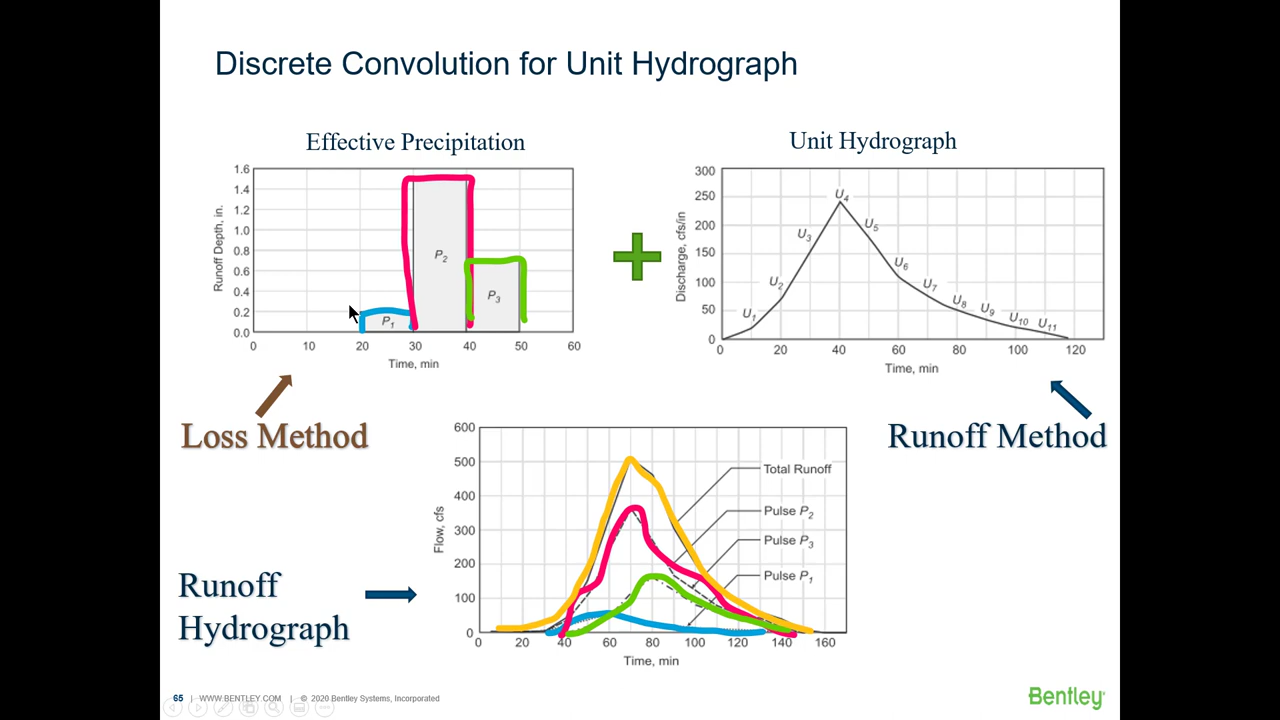 Discrete Convolution for Unit Hydrograph
Effective Precipitation
Unit Hydrograph
1.6
1.4
1.2
1.0
0.8
0.6
0.4
0.2
0.0
Runoff Depth, in.
P1
P2
P3
0 10 20 30 40 50 60
Time, min
300
250
200
150
100
50
0
Discharge, cfs/in
U1
U2
U3
U4
U5
U6
U7
U8
U9
U10
U11
0 20 40 60 80 100 120
Time, min
Loss Method
Runoff Method
600
500
400
300
200
100
0
Flow, cfs
Total Runoff
Pulse P2
Pulse P3
Pulse P1
0 20 40 60 80 100 120 140 160
Time, min
Runoff
Hydrograph
65 | WWW.BENTLEY.COM | © 2020 Bentley Systems, Incorporated
Bentley